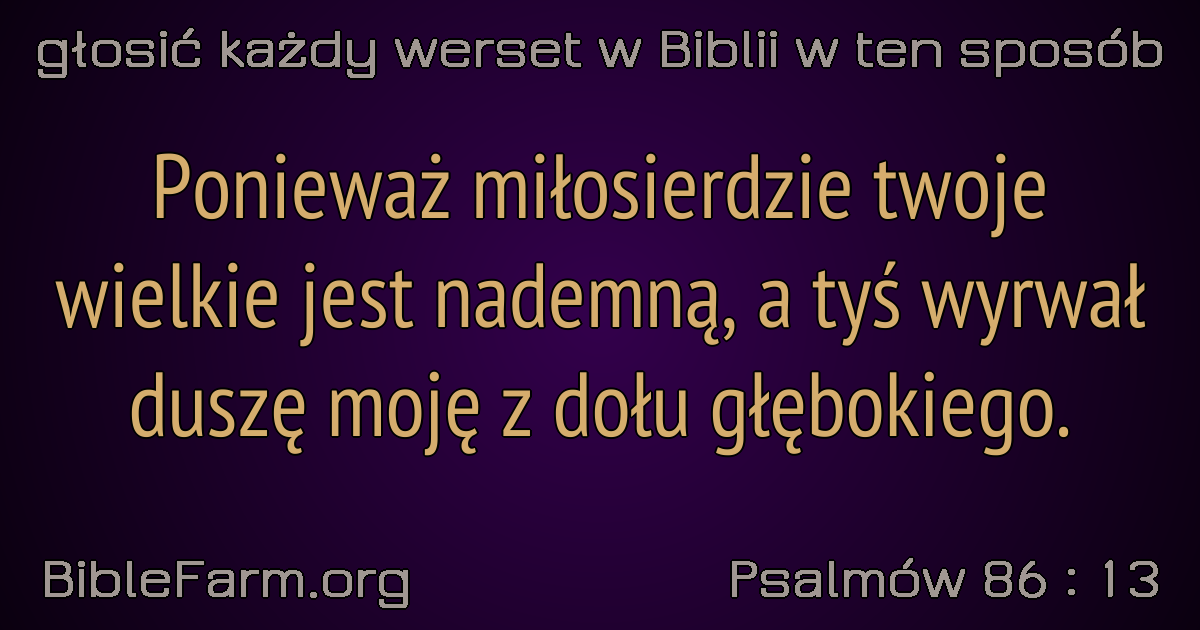 głosić każdy werset w Biblii w ten sposób
Ponieważ miłosierdzie twoje
wielkie jest nademną, a tyś wyrwał
duszę moję z dołu głębokiego.
BibleFarm.org
Psalmów 86 : 13